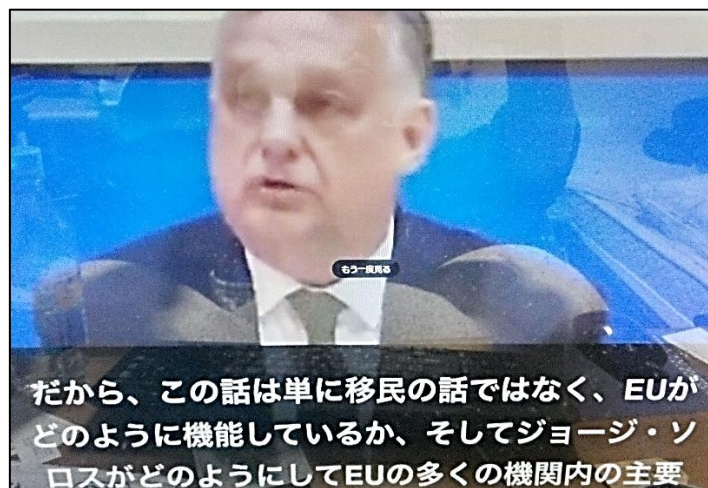 もう一度見る
だから、この話は単に移民の話ではなく、EUが
どのように機能しているか、そしてジョージ・ソ
ロスがどのようにしてEUの多くの機関内の主要